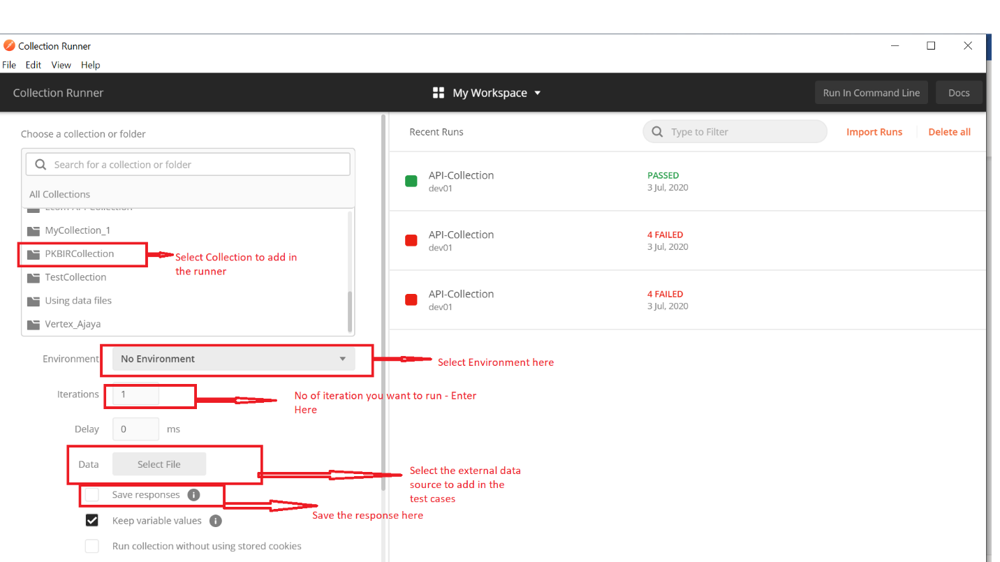 Collection Runner
File Edit View Help
Collection Runner
My Workspace
Run In Command Line
Docs
Choose a collection or folder
Search for a collection or folder
All Collections
MyCollection_1
PKBIRCollection
Select Collection to add in
the runner
TestCollection
Using data files
Vertex_Ajaya
Environment No Environment
Select Environment here
Iterations 1
No of iteration you want to run - Enter
Here
Delay 0 ms
Data Select File
Select the external data
source to add in the
test cases
Save responses
Save the response here
Keep variable values
Run collection without using stored cookies
Recent Runs
Type to Filter
Import Runs
Delete all
API-Collection
dev01
PASSED
3 Jul, 2020
API-Collection
dev01
4 FAILED
3 Jul, 2020
API-Collection
dev01
4 FAILED
3 Jul, 2020